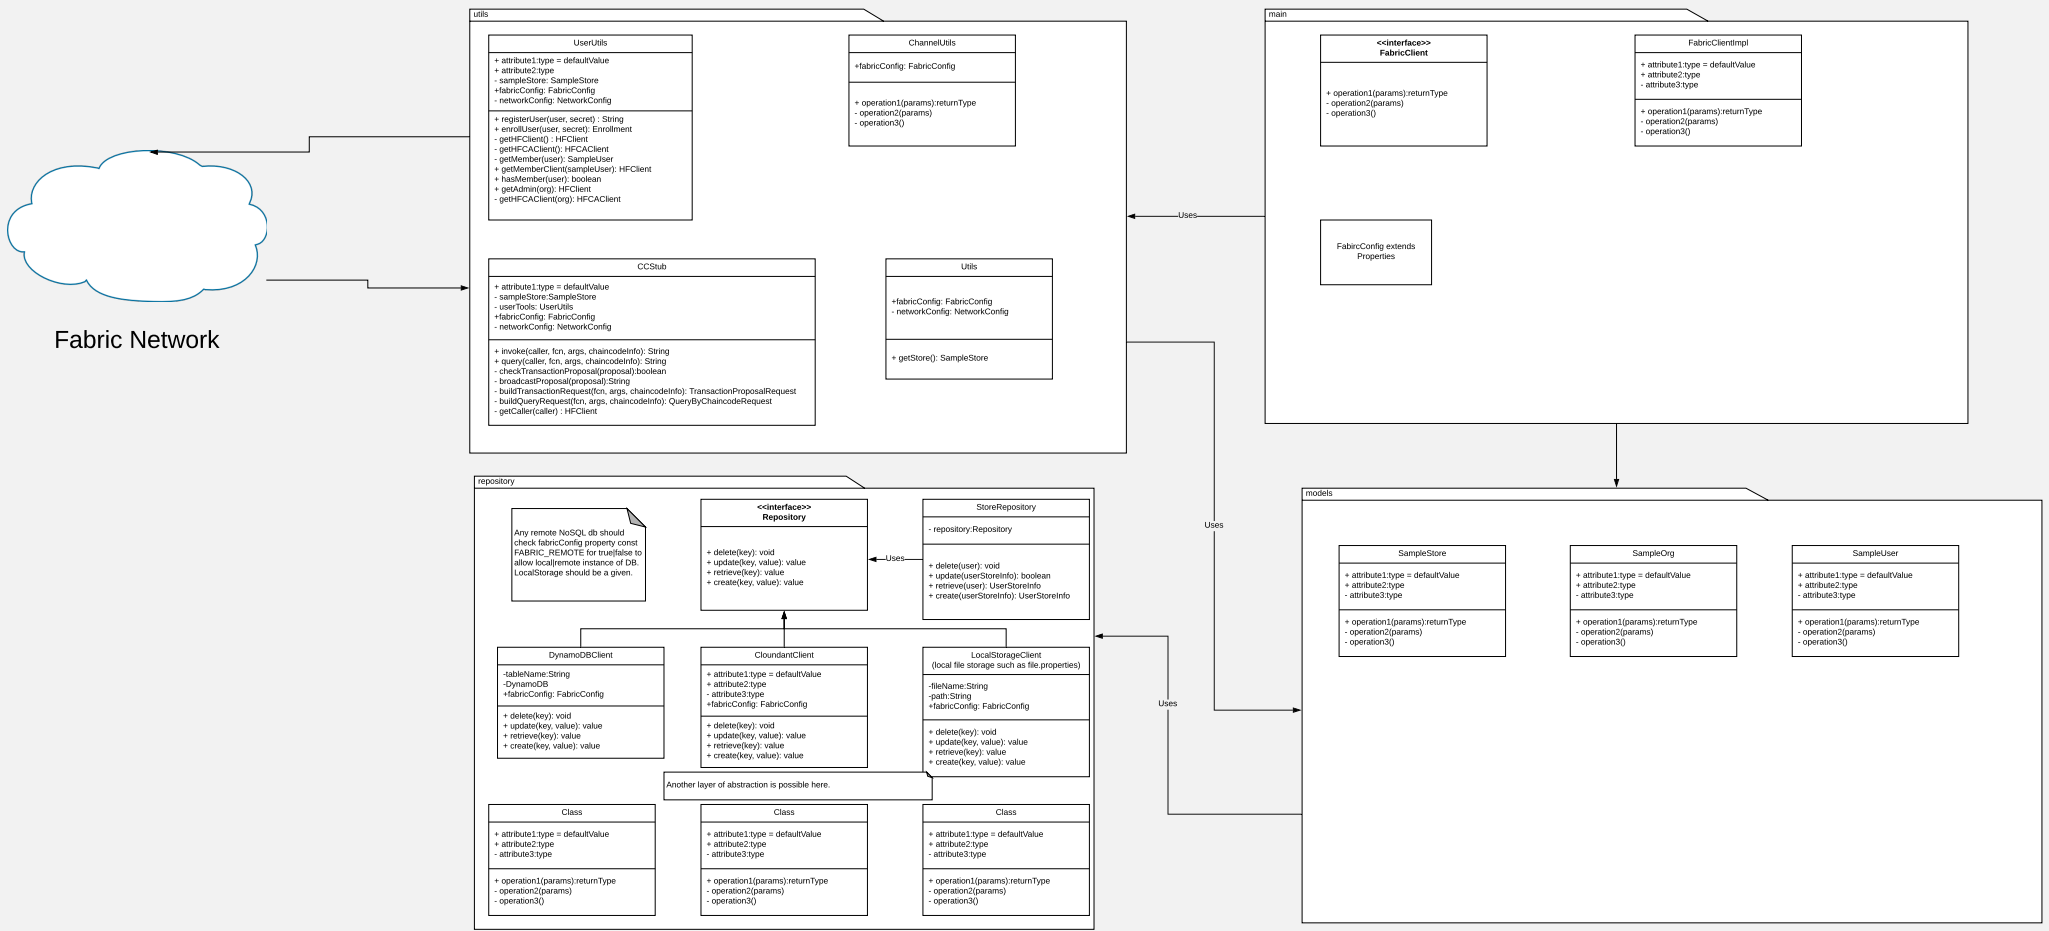 utils
UserUtils
+ attribute1:type = defaultValue
+ attribute2:type
- sampleStore: SampleStore
+fabricConfig: FabricConfig
- networkConfig: NetworkConfig
+ registerUser(user, secret) : String
+ enrollUser(user, secret): Enrollment
- getHFClient() : HFClient
- getHFCAClient(): HFCAClient
- getMember(user): SampleUser
+ getMemberClient(sampleUser): HFClient
+ hasMember(user): boolean
+ getAdmin(org): HFClient
- getHFCAClient(org): HFCAClient
ChannelUtils
+fabricConfig: FabricConfig
+ operation1(params):returnType
- operation2(params)
- operation3()
CCStub
+ attribute1:type = defaultValue
- sampleStore:SampleStore
- userTools: UserUtils
+fabricConfig: FabricConfig
- networkConfig: NetworkConfig
+ invoke(caller, fcn, args, chaincodeInfo): String
+ query(caller, fcn, args, chaincodeInfo): String
- checkTransactionProposal(proposal):boolean
- broadcastProposal(proposal):String
- buildTransactionRequest(fcn, args, chaincodeInfo): TransactionProposalRequest
- buildQueryRequest(fcn, args, chaincodeInfo): QueryByChaincodeRequest
- getCaller(caller) : HFClient
Utils
+fabricConfig: FabricConfig
- networkConfig: NetworkConfig
+ getStore(): SampleStore
main
<<interface>>
FabricClient
+ operation1(params):returnType
- operation2(params)
- operation3()
FabricClientImpl
+ attribute1:type = defaultValue
+ attribute2:type
- attribute3:type
+ operation1(params):returnType
- operation2(params)
- operation3()
FabircConfig extends
Properties
Uses
Fabric Network
Uses
Uses
repository
Any remote NoSQL db should
check fabricConfig property const
FABRIC_REMOTE for true|false to
allow local|remote instance of DB.
LocalStorage should be a given.
<<interface>>
Repository
+ delete(key): void
+ update(key, value): value
+ retrieve(key): value
+ create(key, value): value
Uses
StoreRepository
- repository:Repository
+ delete(user): void
+ update(userStoreInfo): boolean
+ retrieve(user): UserStoreInfo
+ create(userStoreInfo): UserStoreInfo
DynamoDBClient
-tableName:String
-DynamoDB
+fabricConfig: FabricConfig
+ delete(key): void
+ update(key, value): value
+ retrieve(key): value
+ create(key, value): value
CloundantClient
+ attribute1:type = defaultValue
+ attribute2:type
- attribute3:type
+fabricConfig: FabricConfig
+ delete(key): void
+ update(key, value): value
+ retrieve(key): value
+ create(key, value): value
LocalStorageClient
(local file storage such as file.properties)
-fileName:String
-path:String
+fabricConfig: FabricConfig
+ delete(key): void
+ update(key, value): value
+ retrieve(key): value
+ create(key, value): value
Another layer of abstraction is possible here.
Class
+ attribute1:type = defaultValue
+ attribute2:type
- attribute3:type
+ operation1(params):returnType
- operation2(params)
- operation3()
Class
+ attribute1:type = defaultValue
+ attribute2:type
- attribute3:type
+ operation1(params):returnType
- operation2(params)
- operation3()
Class
+ attribute1:type = defaultValue
+ attribute2:type
- attribute3:type
+ operation1(params):returnType
- operation2(params)
- operation3()
models
SampleStore
+ attribute1:type = defaultValue
+ attribute2:type
- attribute3:type
+ operation1(params):returnType
- operation2(params)
- operation3()
SampleOrg
+ attribute1:type = defaultValue
+ attribute2:type
- attribute3:type
+ operation1(params):returnType
- operation2(params)
- operation3()
SampleUser
+ attribute1:type = defaultValue
+ attribute2:type
- attribute3:type
+ operation1(params):returnType
- operation2(params)
- operation3()